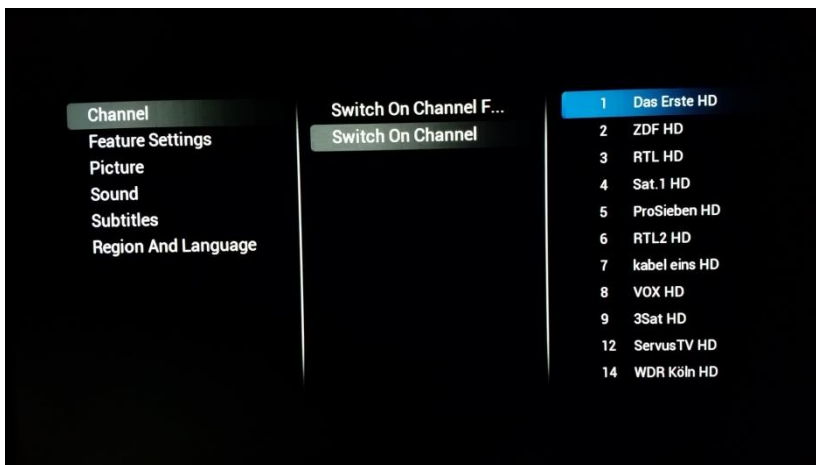 Channel
Feature Settings
Picture
Sound
Subtitles
Region And Language
Switch On Channel F...
Switch On Channel
1 Das Erste HD
2 ZDF HD
3 RTL HD
4 Sat.1 HD
5 ProSieben HD
6 RTL2 HD
7 kabel eins HD
8 VOX HD
9 3Sat HD
12 ServusTV HD
14 WDR Köln HD